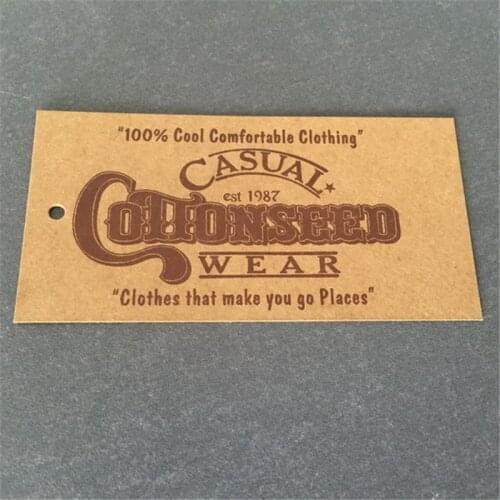 "100% Cool Comfortable Clothing"
CASUAL
est 1987
COTTONSEED
WEAR
"Clothes that make you go Places"